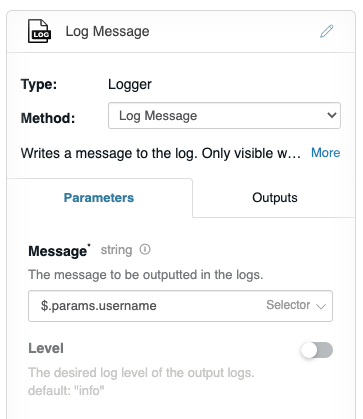 LOG
Log Message
Type: Logger
Method: Log Message
Writes a message to the log. Only visible w... More
Parameters Outputs
Message* string
The message to be outputted in the logs.
$.params.username Selector
Level
The desired log level of the output logs.
default: "info"